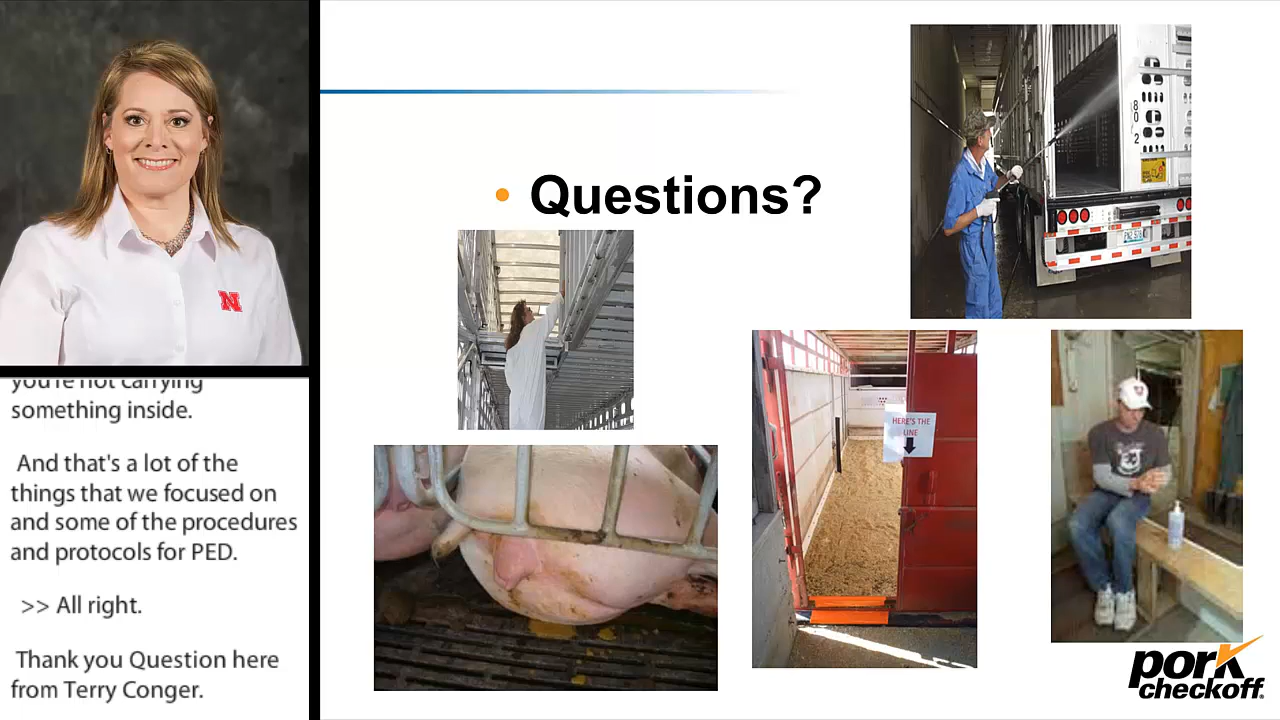 N
you're not carrying
something inside.
And that's a lot of the
things that we focused on
and some of the procedures
and protocols for PED.
>> All right.
Thank you Question here
from Terry Conger.
• Questions?
802
HERE'S THE
LINE
pork
checkoff®